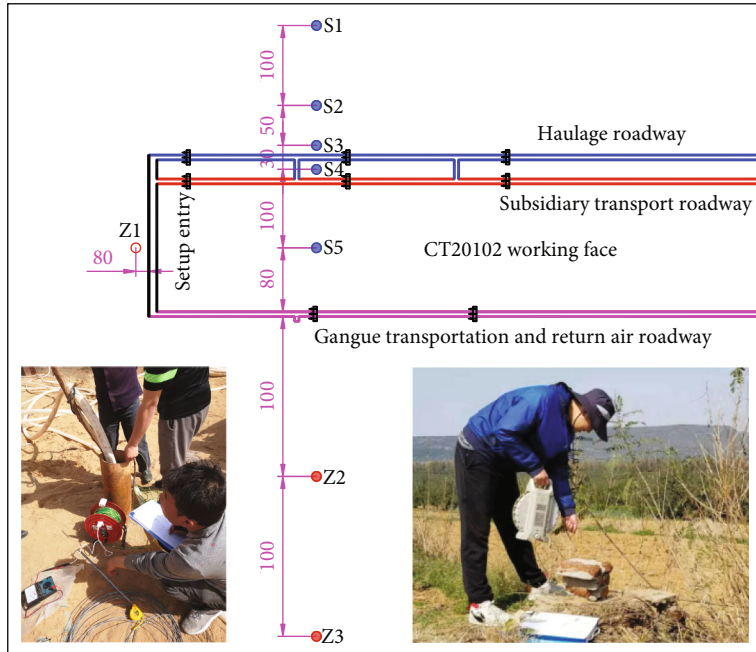 S1
100
S2
50
S3
Haulage roadway
30
S4
100
Subsidiary transport roadway
Z1
Setup entry
80
S5
CT20102 working face
80
Gangue transportation and return air roadway
100
Z2
100
Z3